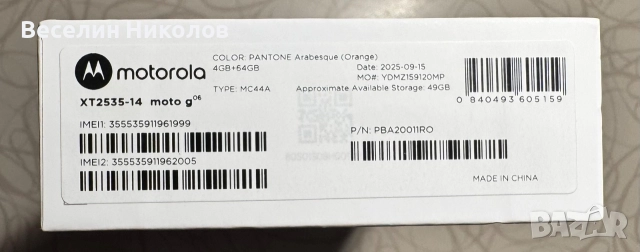 Веселин Николов
motorola
XT2535-14 moto g06
COLOR: PANTONE Arabesque (Orange)
4GB+64GB
Date: 2025-09-15
MO#: YDMZ159120MP
TYPE: MC44A
Approximate Available Storage: 49GB
0 840493 605159
IMEI1: 355535911961999
P/N: PBA20011RO
IMEI2: 355535911962005
MADE IN CHINA
bazar